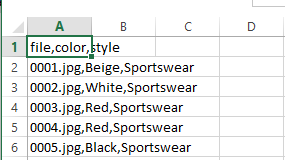 A B C D
1 file,color,style
2 0001.jpg,Beige,Sportswear
3 0002.jpg,White,Sportswear
4 0003.jpg,Red,Sportswear
5 0004.jpg,Red,Sportswear
6 0005.jpg,Black,Sportswear